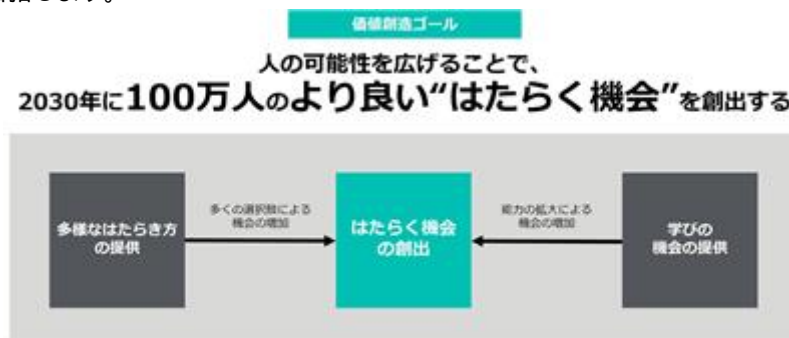 価値創造ゴール
人の可能性を広げることで、
2030年に100万人のより良い“はたらく機会”を創出する
多様なはたらき方
の提供
多くの選択肢による
機会の増加
はたらく機会
の創出
能力の拡大による
機会の増加
学びの
機会の提供